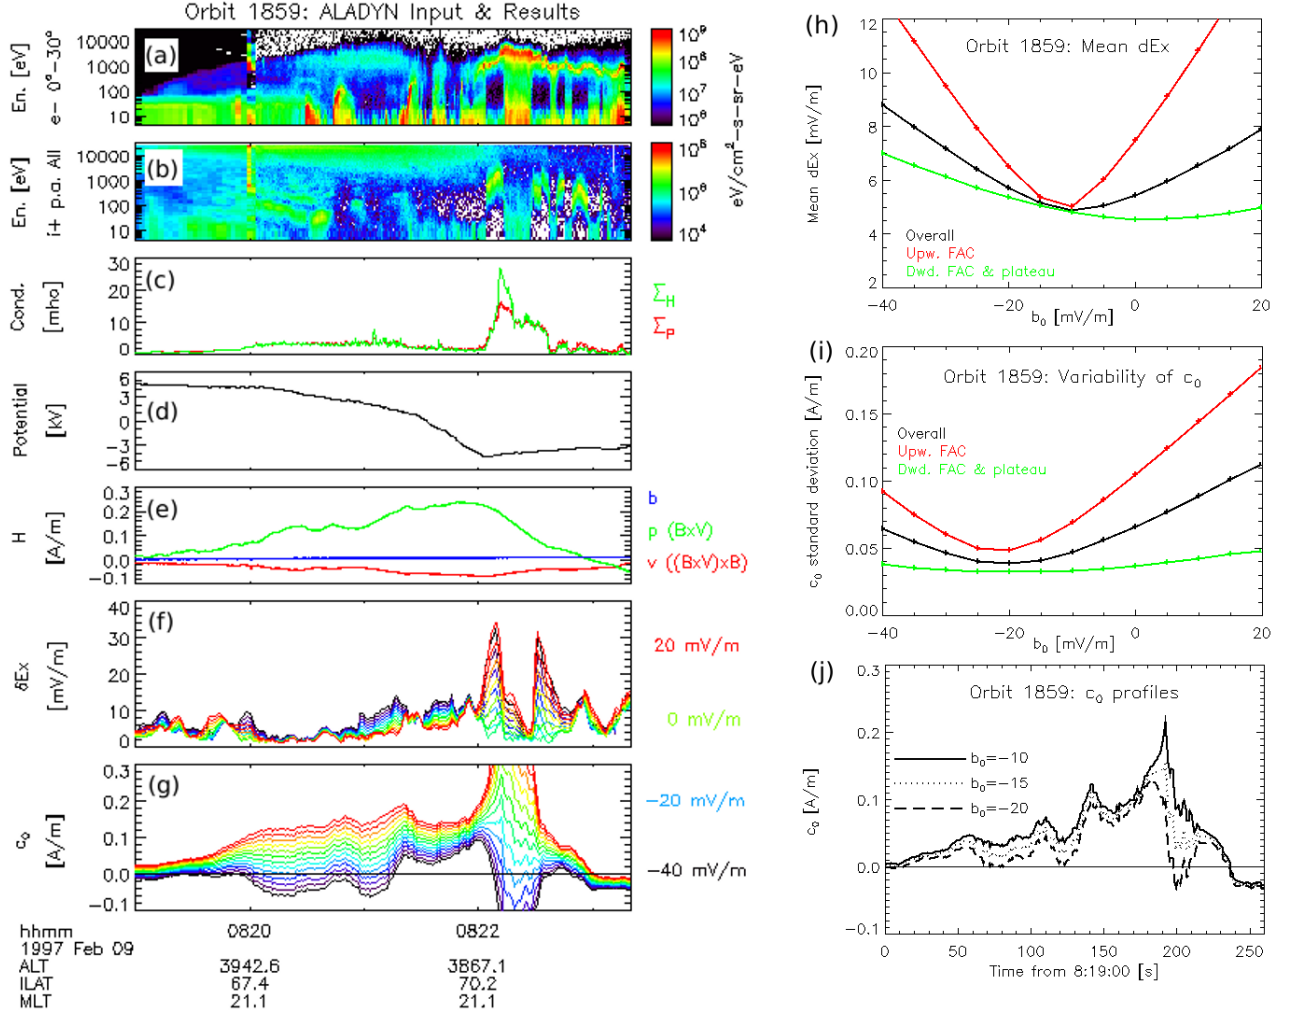 Orbit 1859: ALADYN Input & Results
(a)
En. [eV]
e− 0°−30°
10000
1000
100
10
10⁹
10⁸
10⁷
10⁶
(b)
En. [eV]
i+ p.a. All
10000
1000
100
10
10⁸
10⁶
10⁴
eV/cm²−s−sr−eV
(c)
Cond.
[mho]
30
20
10
0
Σ_H
Σ_P
(d)
Potential
[kV]
6
3
0
−3
−6
(e)
H
[A/m]
0.3
0.2
0.0
−0.1
b
p (BxV)
v ((BxV)xB)
(f)
δEx
[mV/m]
40
30
20
10
0
20 mV/m
0 mV/m
(g)
c₀
[A/m]
0.3
0.2
0.1
0.0
−0.1
−20 mV/m
−40 mV/m
hhmm 0820 0822
1997 Feb 09
ALT 3942.6 3867.1
ILAT 67.4 70.2
MLT 21.1 21.1
(h)
Orbit 1859: Mean dEx
Mean dEx [mV/m]
12
10
8
6
4
2
Overall
Upw. FAC
Dwd. FAC & plateau
−40 −20 0 20
b₀ [mV/m]
(i)
Orbit 1859: Variability of c₀
c₀ standard deviation [A/m]
0.20
0.15
0.10
0.05
0.00
Overall
Upw. FAC
Dwd. FAC & plateau
−40 −20 0 20
b₀ [mV/m]
(j)
Orbit 1859: c₀ profiles
c₀ [A/m]
0.3
0.2
0.1
0.0
−0.1
b₀=−10
b₀=−15
b₀=−20
0 50 100 150 200 250
Time from 8:19:00 [s]